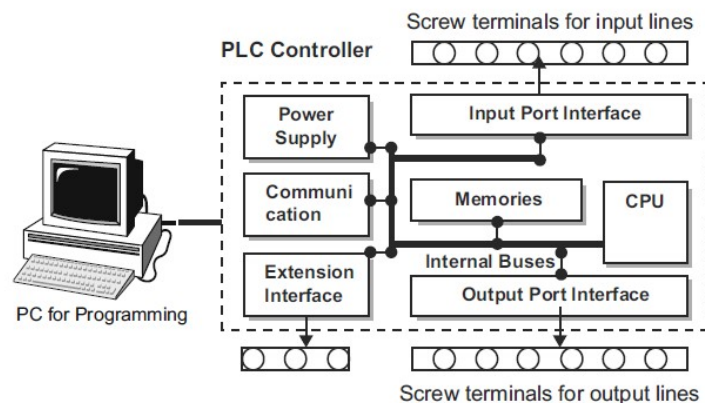 Screw terminals for input lines
PLC Controller
Power
Supply
Input Port Interface
Communi
cation
Memories
CPU
Internal Buses
Extension
Interface
Output Port Interface
PC for Programming
Screw terminals for output lines